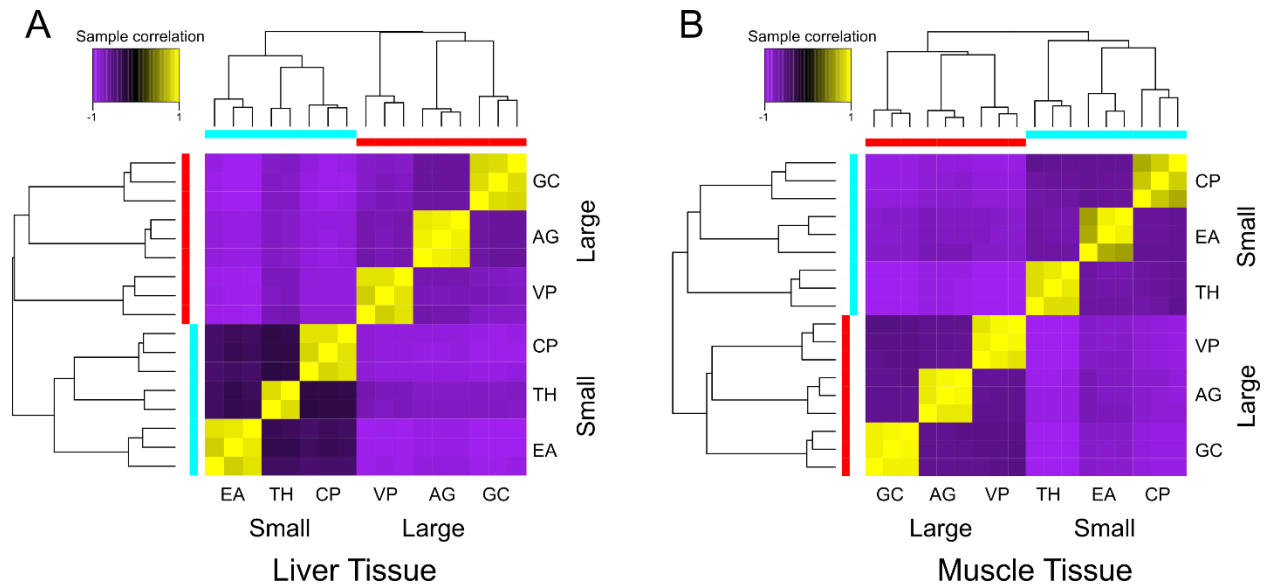 A
Sample correlation
-1
1
GC
AG
VP
CP
TH
EA
Large
Small
EA
TH
CP
VP
AG
GC
Small
Large
Liver Tissue
B
Sample correlation
-1
1
CP
EA
TH
VP
AG
GC
Small
Large
GC
AG
VP
TH
EA
CP
Large
Small
Muscle Tissue